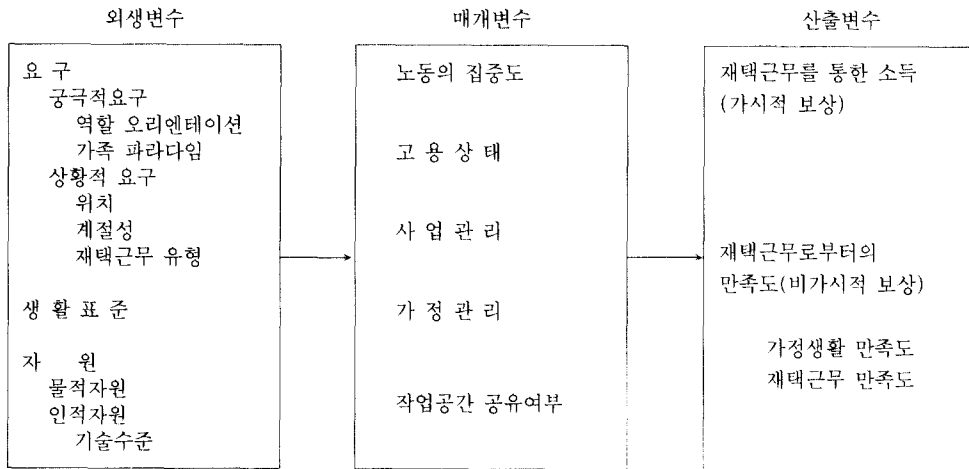 외생변수
요 구
궁극적요구
역할 오리엔테이션
가족 파라다임
상황적 요구
위치
계절성
재택근무 유형
생 활 표 준
자 원
물적자원
인적자원
기술수준
매개변수
노동의 집중도
고 용 상 태
사 업 관 리
가 정 관 리
작업공간 공유여부
산출변수
재택근무를 통한 소득
(가시적 보상)
재택근무로부터의
만족도(비가시적 보상)
가정생활 만족도
재택근무 만족도